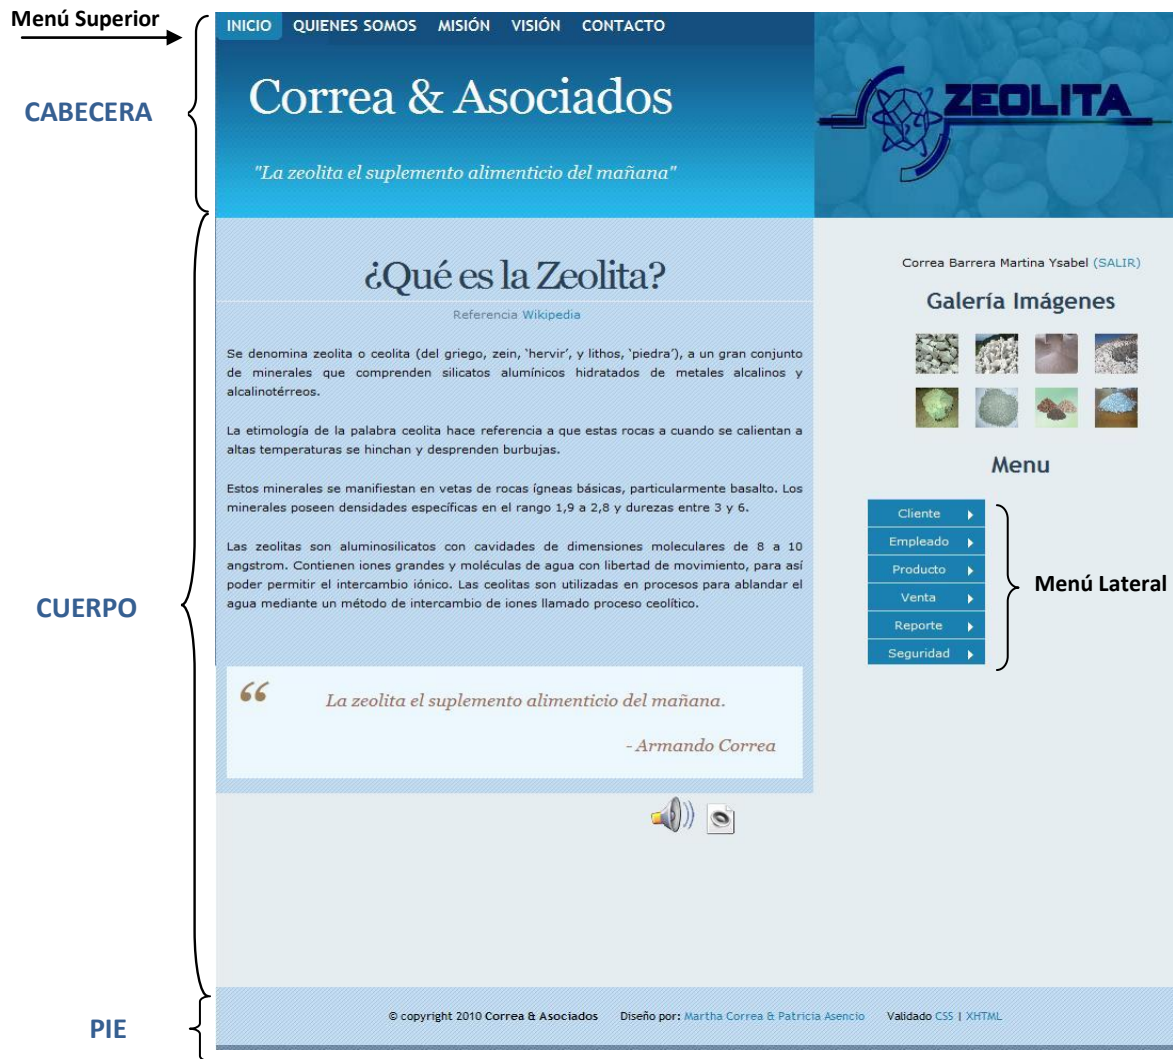 Menú Superior
INICIO QUIENES SOMOS MISIÓN VISIÓN CONTACTO
CABECERA
Correa & Asociados
ZEOLITA
"La zeolita el suplemento alimenticio del mañana"
¿Qué es la Zeolita?
Referencia Wikipedia
Se denomina zeolita o ceolita (del griego, zein, ‘hervir’, y lithos, ‘piedra’), a un gran conjunto
de minerales que comprenden silicatos alumínicos hidratados de metales alcalinos y
alcalinotérreos.
La etimología de la palabra ceolita hace referencia a que estas rocas a cuando se calientan a
altas temperaturas se hinchan y desprenden burbujas.
Estos minerales se manifiestan en vetas de rocas ígneas básicas, particularmente basalto. Los
minerales poseen densidades específicas en el rango 1,9 a 2,8 y durezas entre 3 y 6.
Las zeolitas son aluminosilicatos con cavidades de dimensiones moleculares de 8 a 10
angstrom. Contienen iones grandes y moléculas de agua con libertad de movimiento, para así
poder permitir el intercambio iónico. Las ceolitas son utilizadas en procesos para ablandar el
agua mediante un método de intercambio de iones llamado proceso ceolítico.
CUERPO
“
La zeolita el suplemento alimenticio del mañana.
- Armando Correa
Correa Barrera Martina Ysabel (SALIR)
Galería Imágenes
Menu
Cliente
Empleado
Producto
Venta
Reporte
Seguridad
Menú Lateral
PIE
© copyright 2010 Correa & Asociados Diseño por: Martha Correa & Patricia Asencio Validado CSS | XHTML